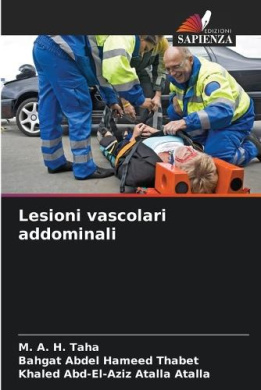 EDIZIONI
SAPIENZA
Lesioni vascolari
addominali
M. A. H. Taha
Bahgat Abdel Hameed Thabet
Khaled Abd-El-Aziz Atalla Atalla